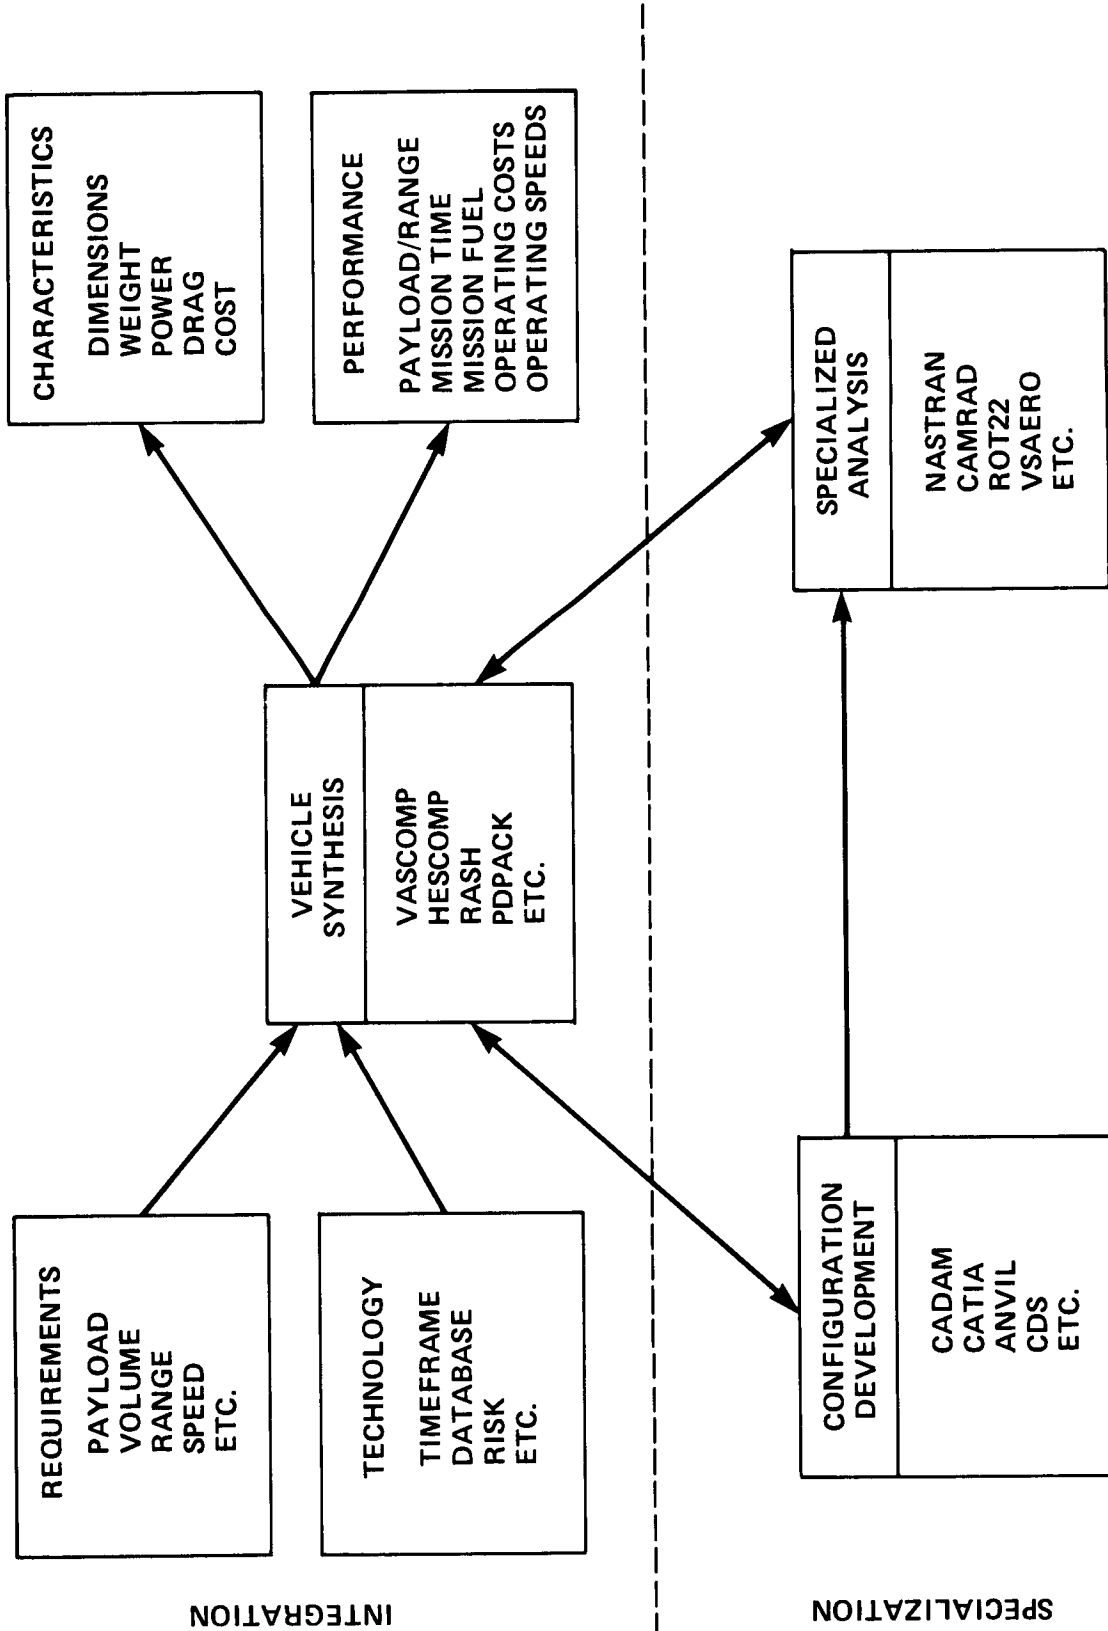 INTEGRATION
REQUIREMENTS
PAYLOAD
VOLUME
RANGE
SPEED
ETC.
TECHNOLOGY
TIMEFRAME
DATABASE
RISK
ETC.
VEHICLE
SYNTHESIS
VASCOMP
HESCOMP
RASH
PDPACK
ETC.
CHARACTERISTICS
DIMENSIONS
WEIGHT
POWER
DRAG
COST
PERFORMANCE
PAYLOAD/RANGE
MISSION TIME
MISSION FUEL
OPERATING COSTS
OPERATING SPEEDS
SPECIALIZATION
CONFIGURATION
DEVELOPMENT
CADAM
CATIA
ANVIL
CDS
ETC.
SPECIALIZED
ANALYSIS
NASTRAN
CAMRAD
ROT22
VSAERO
ETC.